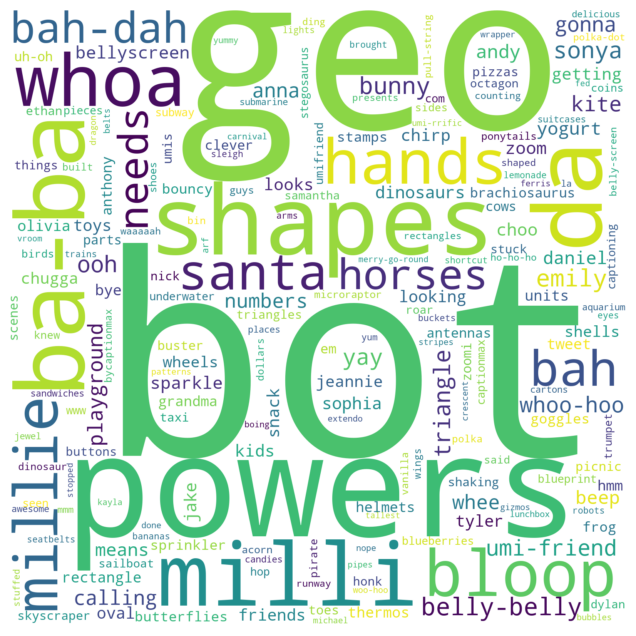 bah-dah
whoa
geo
andy
pizzas
octagon
counting
wrapper
polka-dot
delicious
gonna
sonya
getting
kite
yogurt
coins
fed
ding
lights
yummy
brought
pull-string
submarine
presents
stegosaurus
anna
bunny
com
sides
umi-rrific
ponytails
suitcases
belly-screen
uh-oh
bellyscreen
ethanpieces
subway
umis
clever
sleigh
carnival
stamps
chirp
zoom
shaped
lemonade
ferris
la
dragon
belts
built
things
anthony
shoes
bouncy
guys
umifriend
looks
samantha
dinosaurs
brachiosaurus
cows
ba-ba
needs
hands
da
olivia
toys
parts
birds
vroom
trains
waaaaah
bin
arms
arf
shapes
rectangles
choo
stuck
shortcut
ho-ho-ho
daniel
emily
captioning
chugga
ooh
bye
nick
merry-go-round
santa
horses
looking
units
aquarium
eyes
scenes
knew
bycaptionmax
underwater
numbers
microraptor
roar
buckets
antennas
shells
bah
millie
playground
buster
wheels
triangles
places
dollars
em
yum
stripes
yay
zoomi
captionmax
tweet
cartons
sandwiches
www
patterns
sparkle
jeannie
crescent
triangle
whoo-hoo
goggles
grandma
taxi
boing
snack
sophia
extendo
polka
trumpet
jewel
buttons
bot
kids
said
blueprint
picnic
hmm
dinosaur
seen
stopped
mmm
kayla
powers
jake
vanilla
wings
shaking
whee
beep
gizmos
robots
awesome
seatbelts
done
bananas
helmets
tallest
tyler
lunchbox
frog
means
sprinkler
nope
blueberries
umi-friend
stuffed
rectangle
sailboat
acorn
candies
hop
pirate
runway
pipes
woo-hoo
milli
honk
bloop
calling
oval
skyscraper
butterflies
friends
toes
michael
thermos
belly-belly
dylan
bubbles